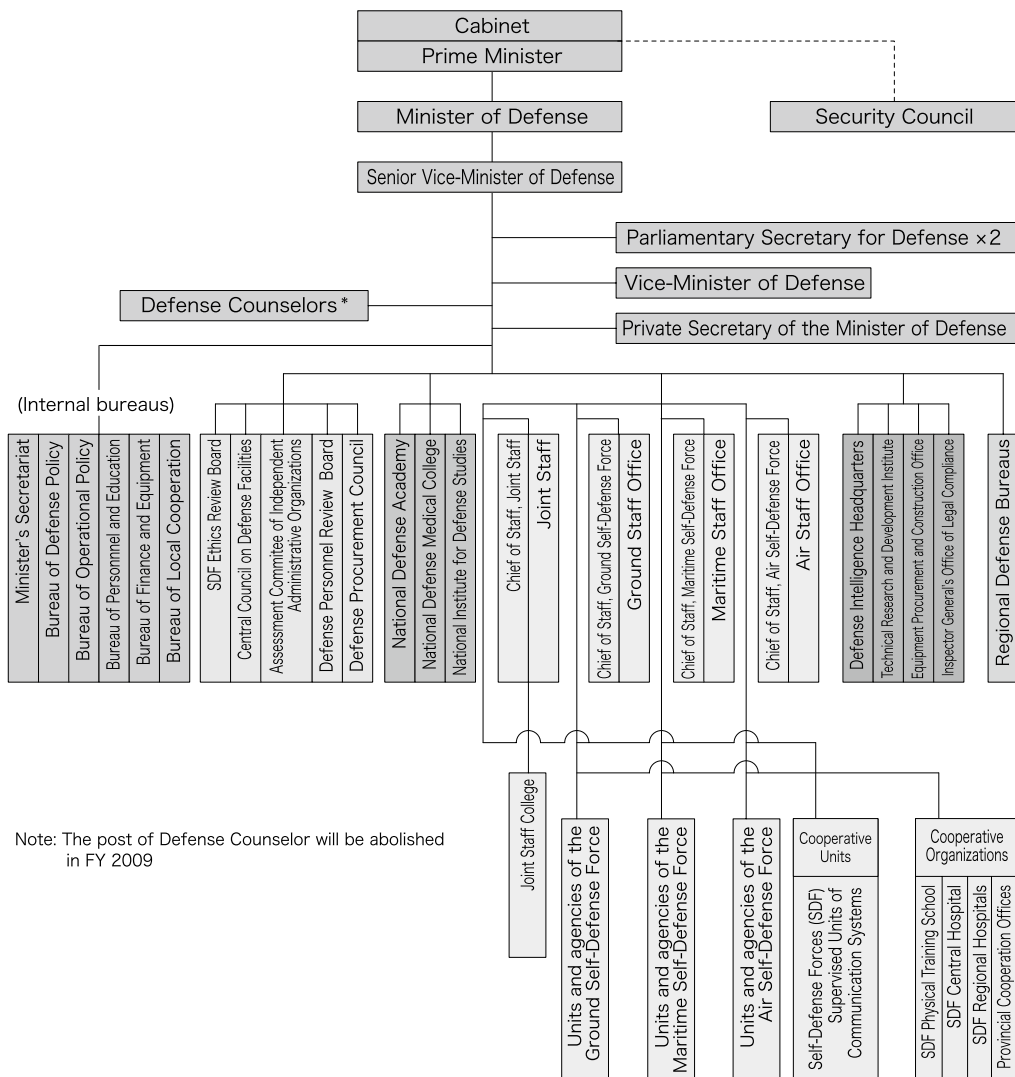 Cabinet
Prime Minister
Minister of Defense
Security Council
Senior Vice-Minister of Defense
Parliamentary Secretary for Defense ×2
Vice-Minister of Defense
Defense Counselors*
Private Secretary of the Minister of Defense
(Internal bureaus)
Minister's Secretariat
Bureau of Defense Policy
Bureau of Operational Policy
Bureau of Personnnel and Education
Bureau of Finance and Equipment
Bureau of Local Cooperation
SDF Ethics Review Board
Central Council on Defense Facilities
Assessment Committee of Independent
Administrative Organizations
Defense Personnel Review Board
Defense Procurement Council
National Defense Academy
National Defense Medical College
National Institute for Defense Studies
Chief of Staff, Joint Staff
Joint Staff
Chief of Staff, Ground Self-Defense Force
Ground Staff Office
Chief of Staff, Maritime Self-Defense Force
Maritime Staff Office
Chief of Staff, Air Self-Defense Force
Air Staff Office
Defense Intelligence Headquarters
Technical Research and Development Institute
Equipment Procurement and Construction Office
Inspector General's Office of Legal Compliance
Regional Defense Bureaus
Note: The post of Defense Counselor will be abolished
in FY 2009
Joint Staff College
Units and agencies of the
Ground Self-Defense Force
Units and agencies of the
Maritime Self-Defense Force
Units and agencies of the
Air Self-Defense Force
Cooperative
Units
Self-Defense Forces (SDF)
Supervised Units of
Communication Systems
Cooperative
Organizations
SDF Physical Training School
SDF Central Hospital
SDF Regional Hospitals
Provincial Cooperation Offices